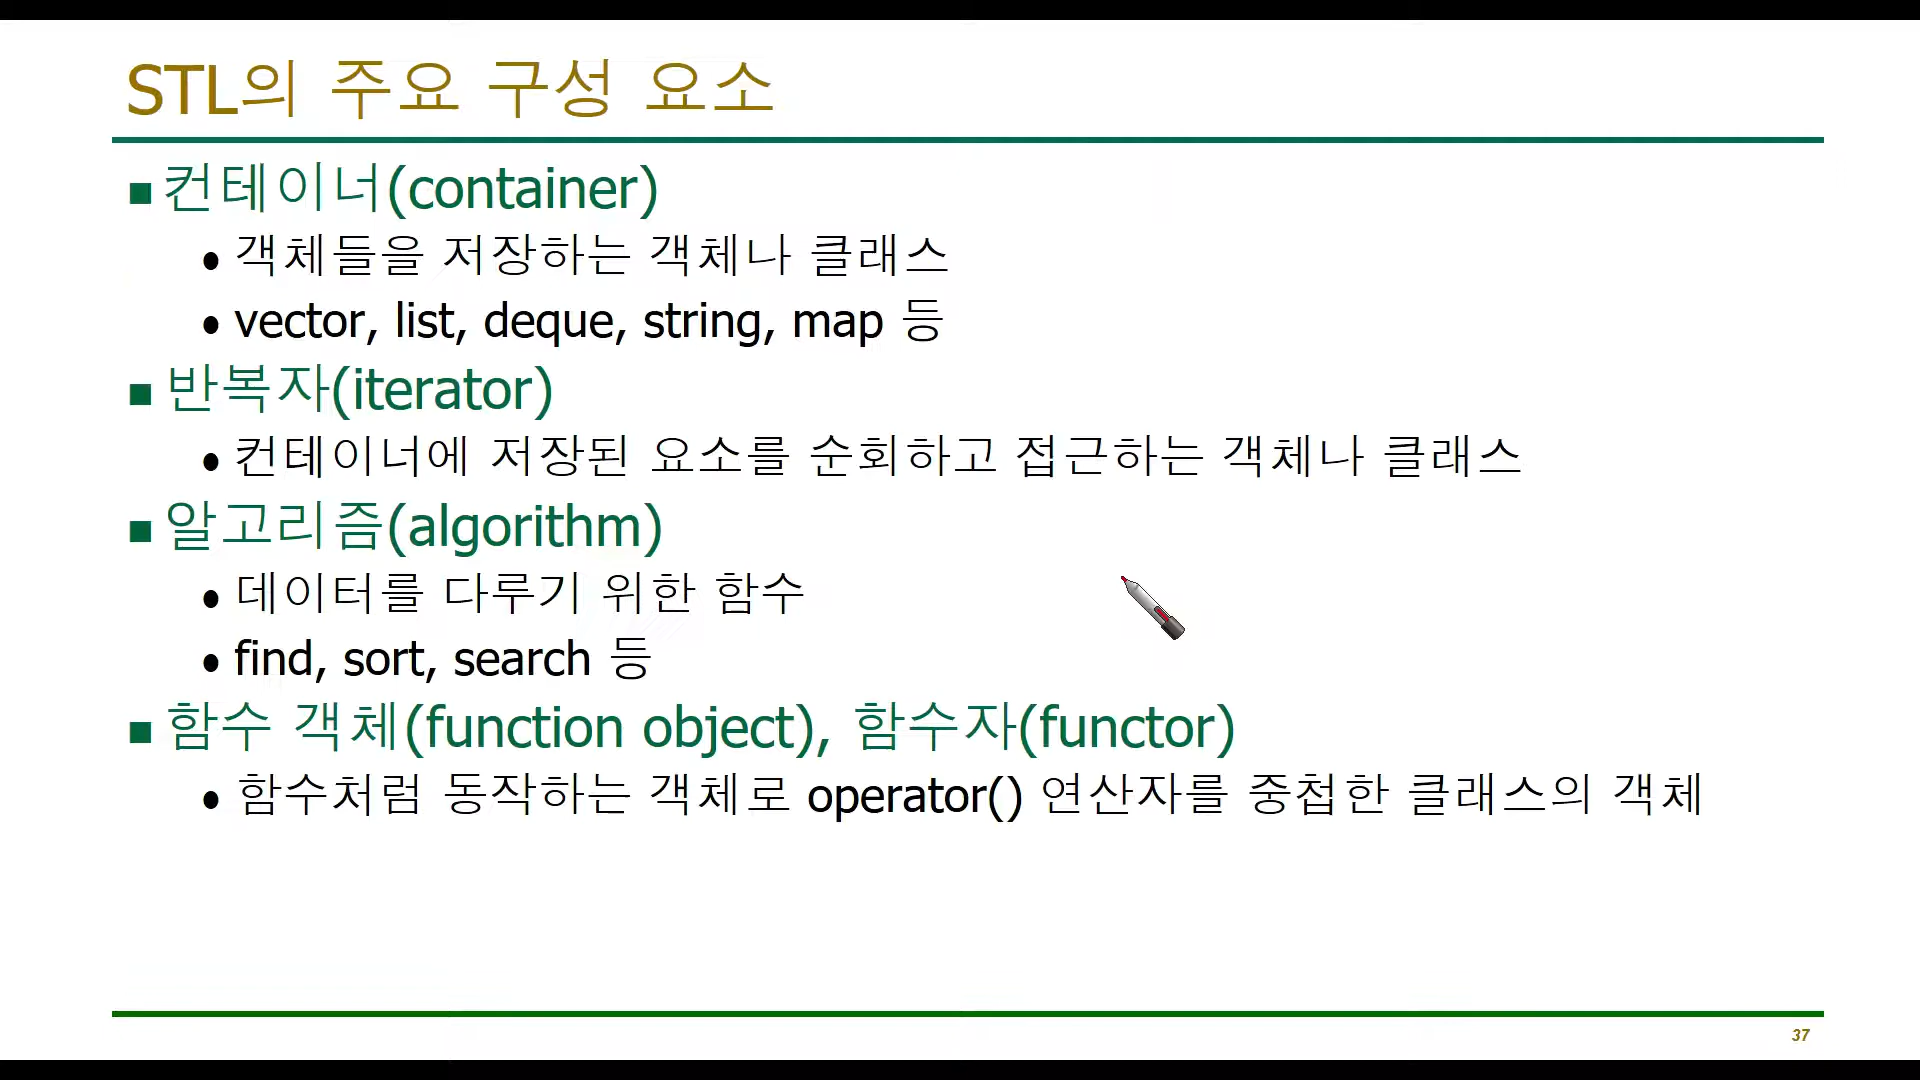 STL의 주요 구성 요소
■ 컨테이너(container)
● 객체들을 저장하는 객체나 클래스
● vector, list, deque, string, map 등
■ 반복자(iterator)
● 컨테이너에 저장된 요소를 순회하고 접근하는 객체나 클래스
■ 알고리즘(algorithm)
● 데이터를 다루기 위한 함수
● find, sort, search 등
■ 함수 객체(function object), 함수자(functor)
● 함수처럼 동작하는 객체로 operator() 연산자를 중첩한 클래스의 객체
37